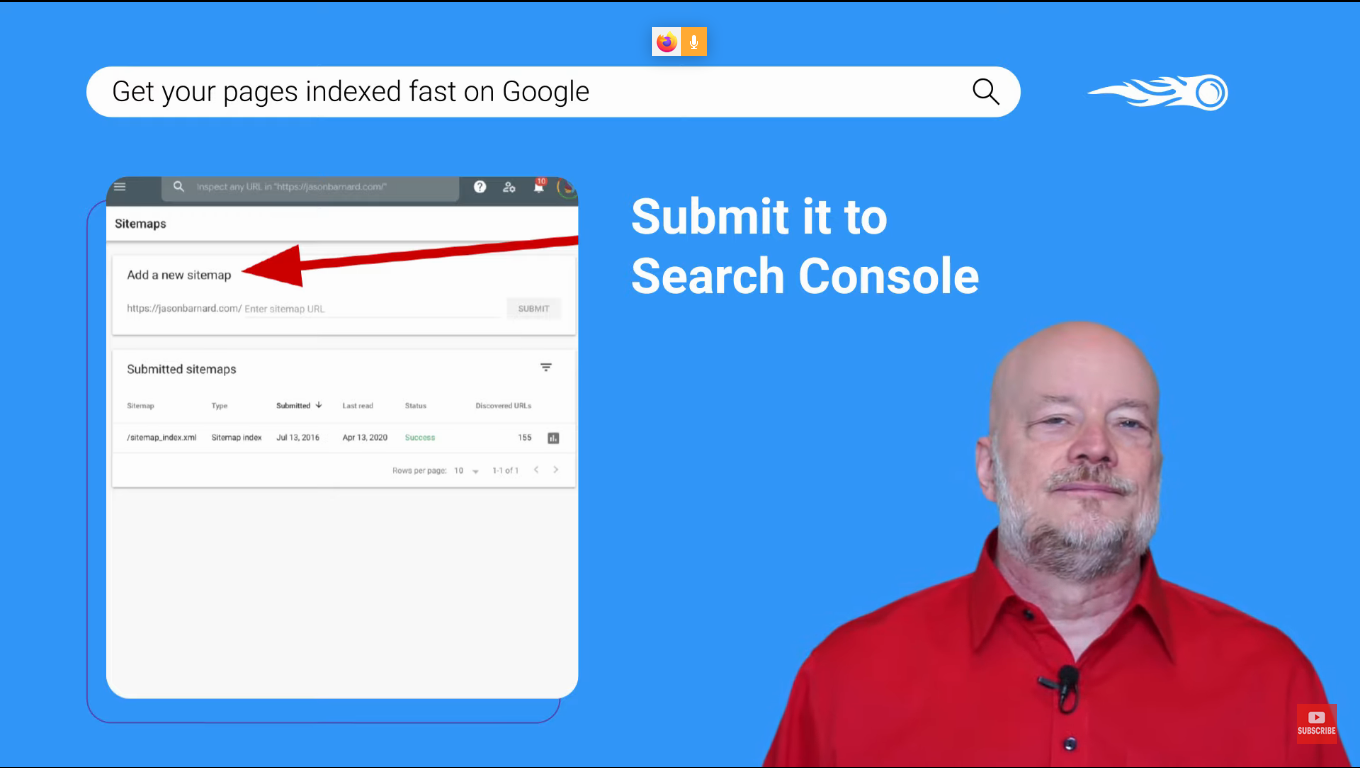 Get your pages indexed fast on Google
Inspect any URL in "https://jasonbarnard.com/"
10
Sitemaps
Add a new sitemap
https://jasonbarnard.com/ Enter sitemap URL
SUBMIT
Submitted sitemaps
Sitemap Type Submitted Last read Status Discovered URLs
/sitemap_index.xml Sitemap index Jul 13, 2016 Apr 13, 2020 Success 155
Rows per page: 10 1-1 of 1
Submit it to
Search Console
SUBSCRIBE